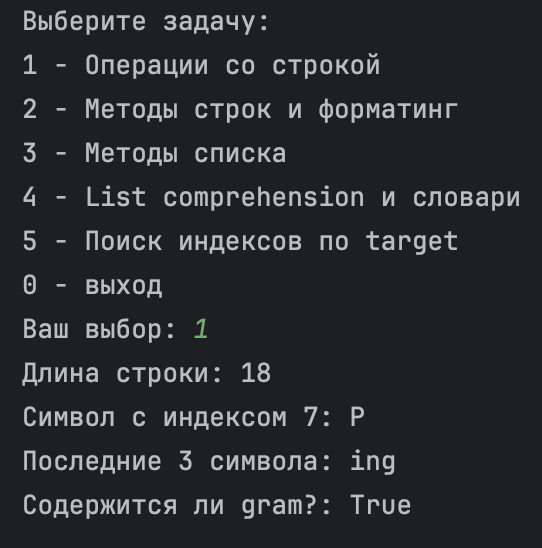 Выберите задачу:
1 - Операции со строкой
2 - Методы строк и форматинг
3 - Методы списка
4 - List comprehension и словари
5 - Поиск индексов по target
0 - выход
Ваш выбор: 1
Длина строки: 18
Символ с индексом 7: P
Последние 3 символа: ing
Содержится ли gram?: True